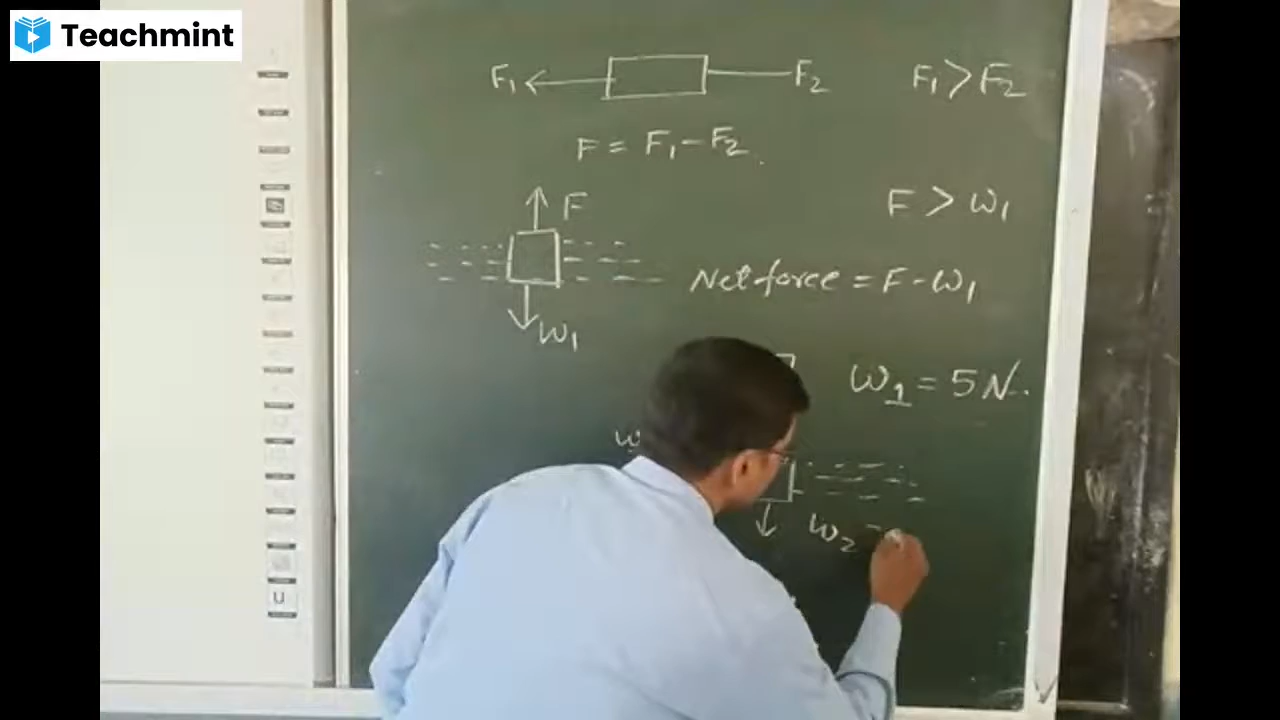 Teachmint
F₁ F₂ F₁ > F₂
F = F₁ - F₂
F F > W₁
Net force = F - W₁
W₁
W₁ = 5 N
W₂
U